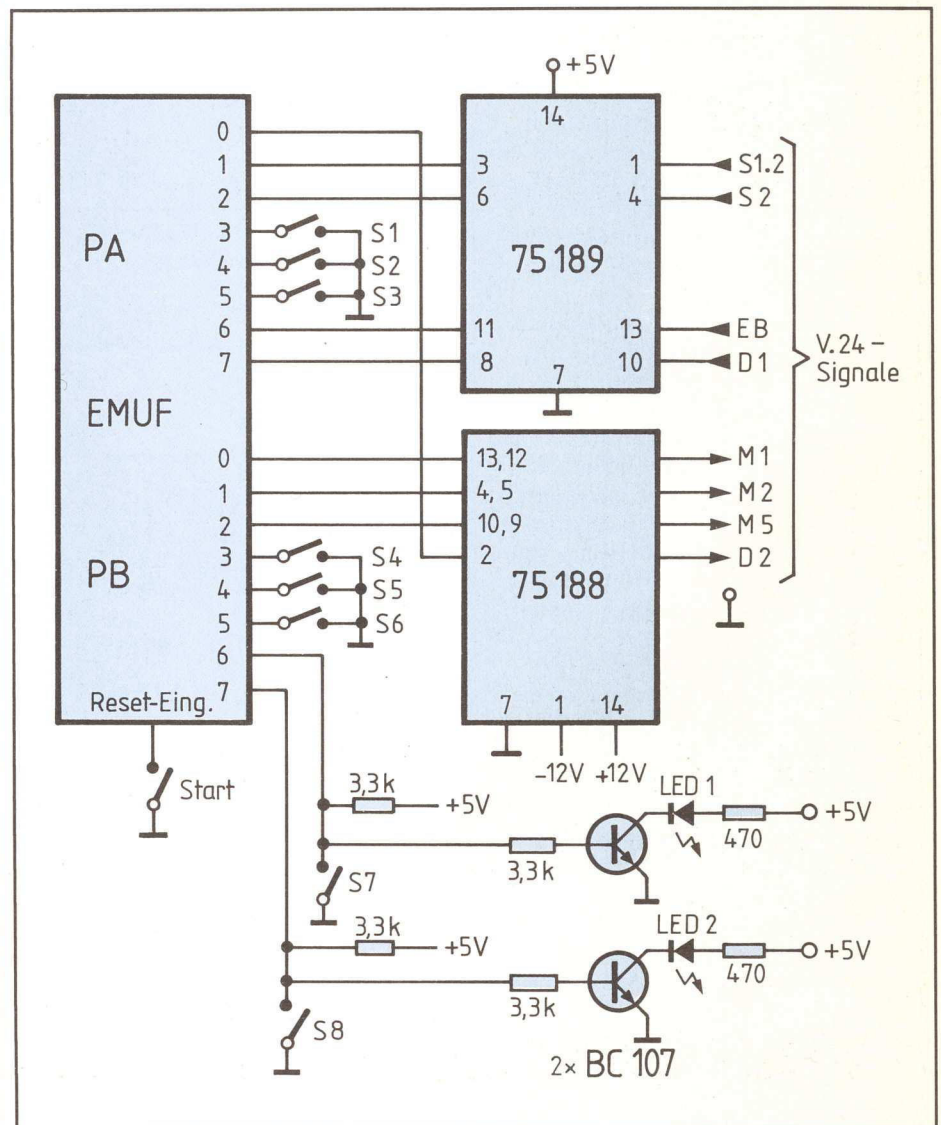 +5V
14
0
1
2
3
4
5
6
7
PA
EMUF
0
1
2
3
4
5
6
7
PB
Reset-Eing.
S1
S2
S3
S4
S5
S6
3
6
11
8
1
4
13
10
75 189
7
S1.2
S2
EB
D1
V.24 –
Signale
13,12
4, 5
10,9
2
75 188
M1
M2
M5
D2
7
1
14
-12V
+12V
Start
3,3k
+5V
LED 1
470
+5V
3,3k
S7
3,3k
+5V
LED 2
470
+5V
3,3k
S8
2× BC 107